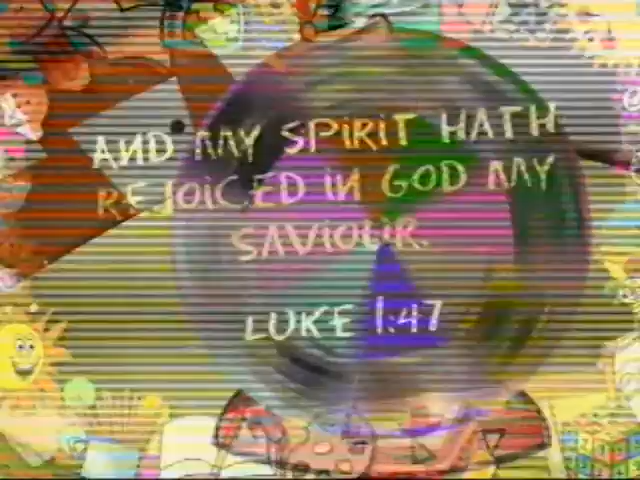 AND MY SPIRIT HATH
REJOICED IN GOD MY
SAVIOUR.
LUKE 1:47